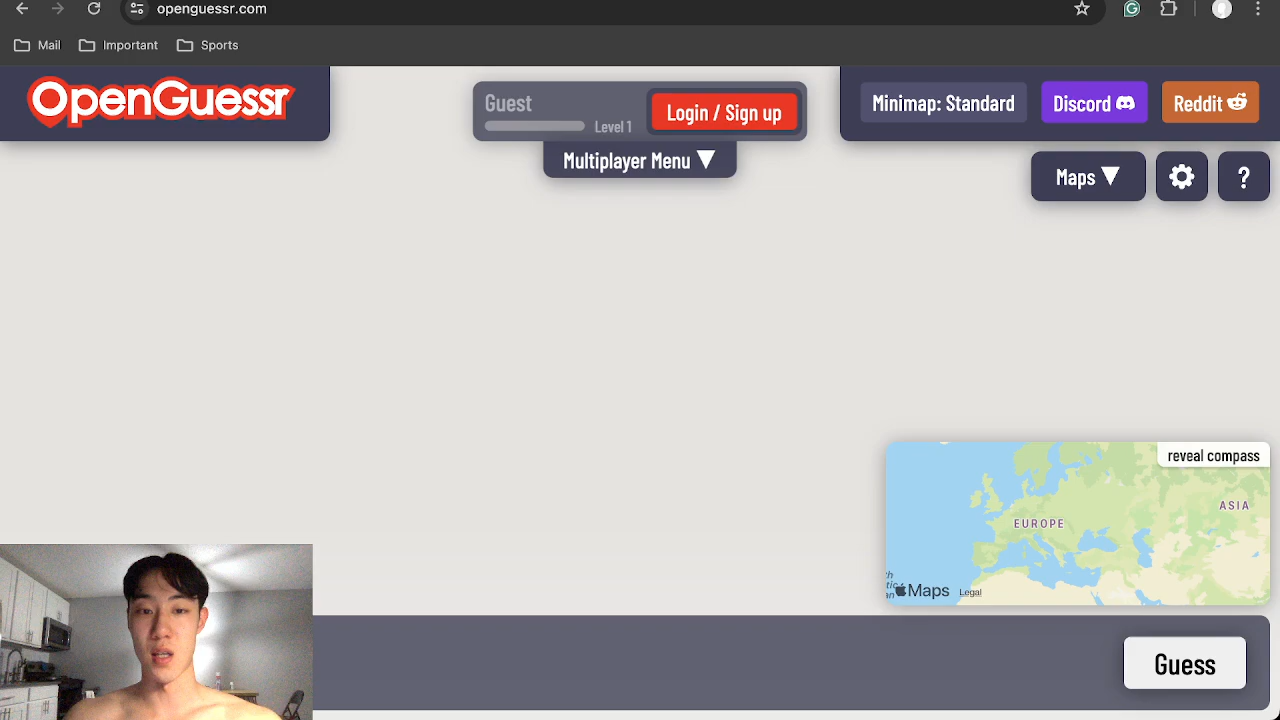 openguessr.com
Mail
Important
Sports
OpenGuessr
Guest
Level 1
Login / Sign up
Multiplayer Menu ▼
Minimap: Standard
Discord
Reddit
Maps ▼
?
reveal compass
EUROPE
ASIA
Maps
Legal
Guess